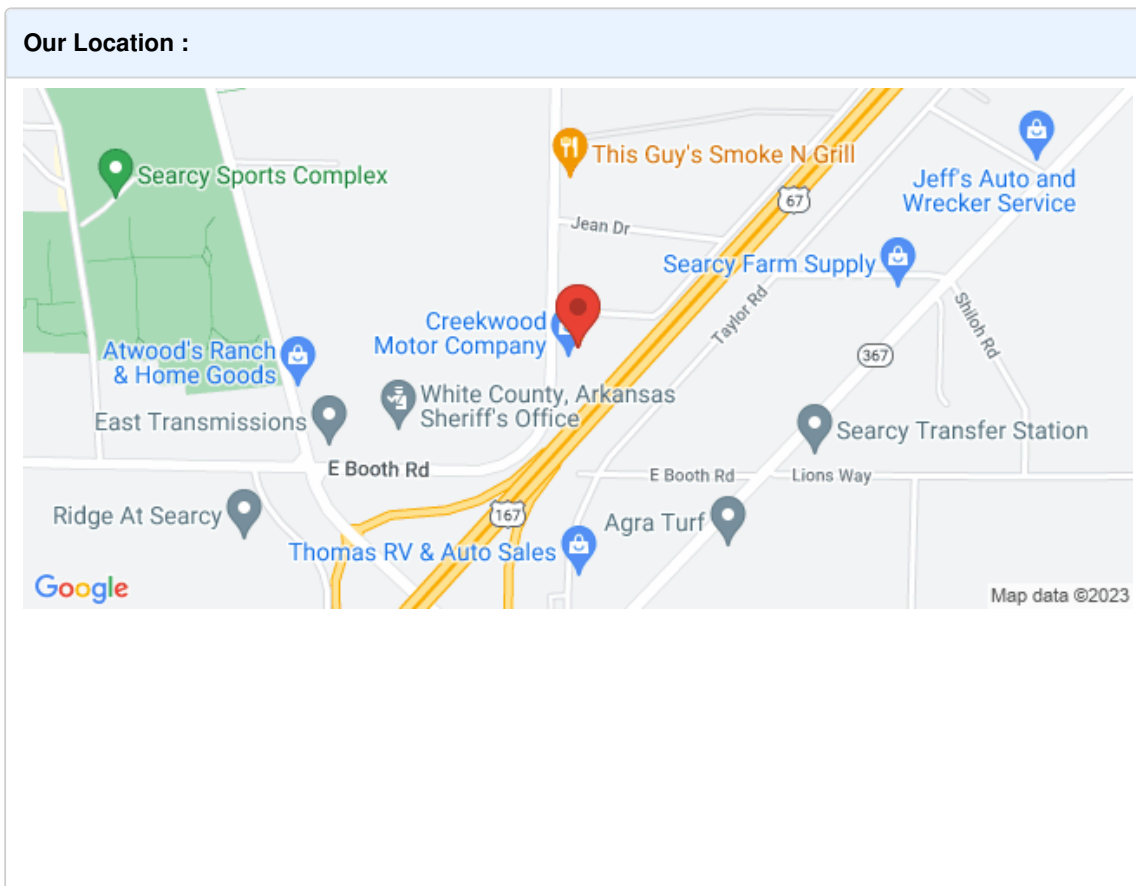 Our Location :
This Guy's Smoke N Grill
Searcy Sports Complex
Jeff's Auto and
Wrecker Service
67
Jean Dr
Searcy Farm Supply
Taylor Rd
Shiloh Rd
Creekwood
Motor Company
367
Atwood's Ranch
& Home Goods
White County, Arkansas
Sheriff's Office
East Transmissions
Searcy Transfer Station
E Booth Rd
E Booth Rd
Lions Way
Ridge At Searcy
167
Agra Turf
Thomas RV & Auto Sales
Google
Map data ©2023